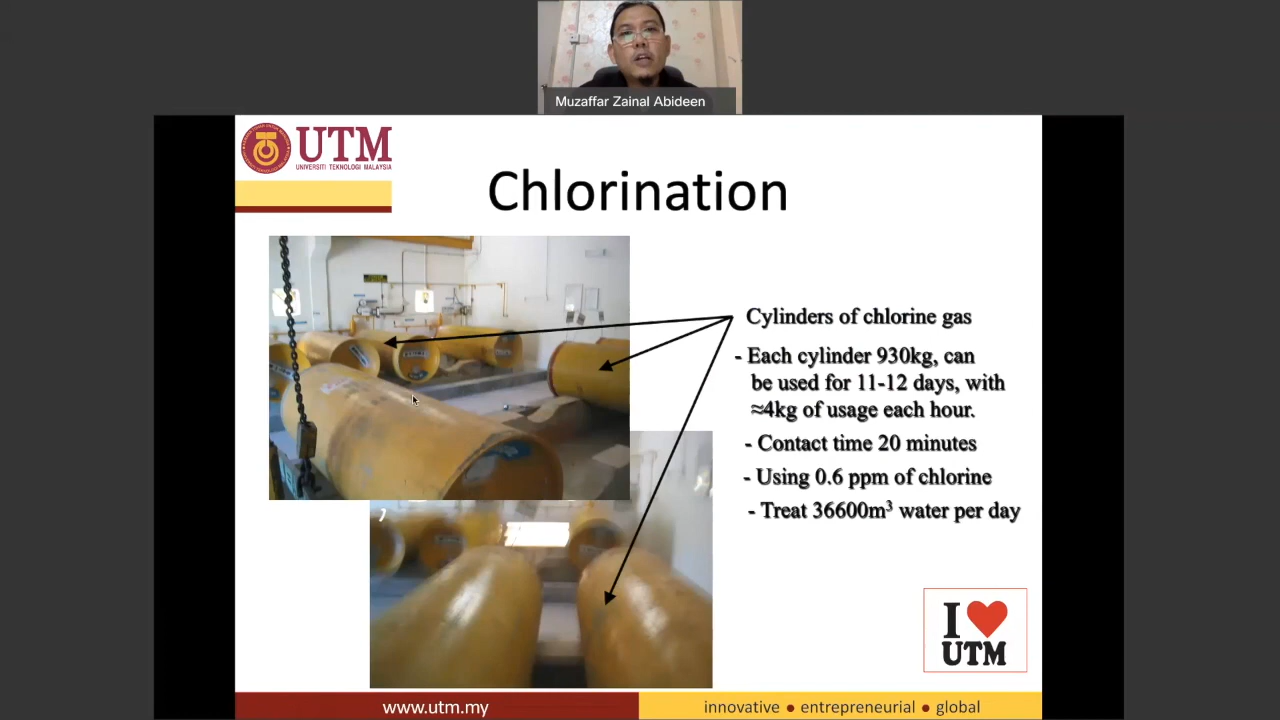 Muzaffar Zainal Abideen
UTM
UNIVERSITI TEKNOLOGI MALAYSIA
Chlorination
Cylinders of chlorine gas
- Each cylinder 930kg, can
be used for 11-12 days, with
≈4kg of usage each hour.
- Contact time 20 minutes
- Using 0.6 ppm of chlorine
- Treat 36600m³ water per day
I
UTM
www.utm.my
innovative ● entrepreneurial ● global